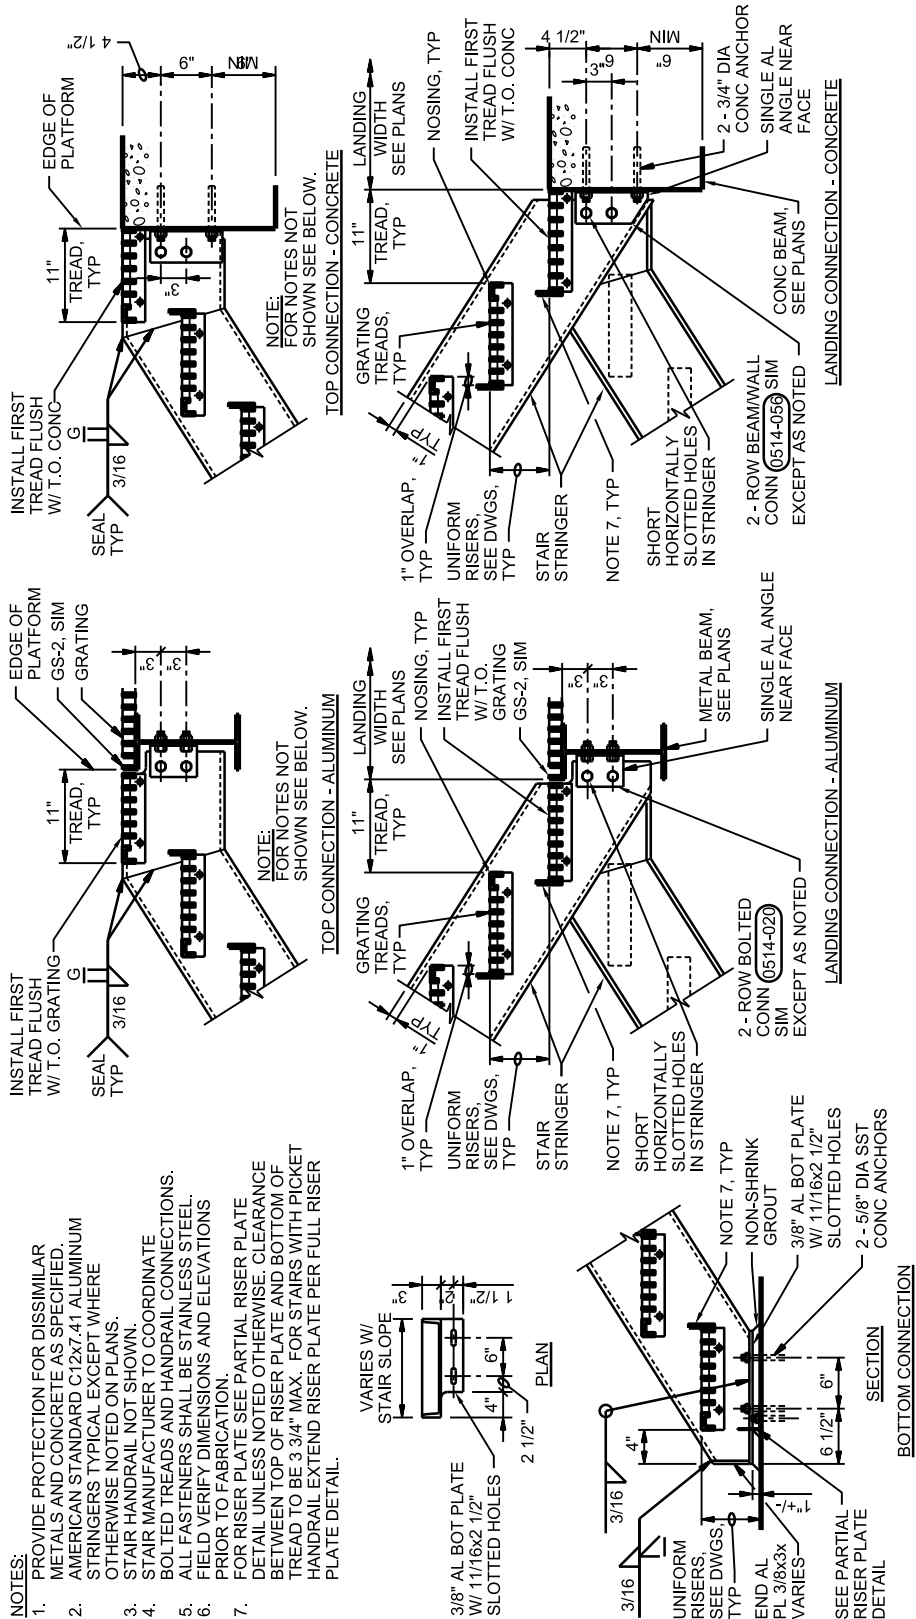 NOTES:
1. PROVIDE PROTECTION FOR DISSIMILAR
METALS AND CONCRETE AS SPECIFIED.
2. AMERICAN STANDARD C12x7.41 ALUMINUM
STRINGERS TYPICAL EXCEPT WHERE
OTHERWISE NOTED ON PLANS.
3. STAIR HANDRAIL NOT SHOWN.
4. STAIR MANUFACTURER TO COORDINATE
BOLTED TREADS AND HANDRAIL CONNECTIONS.
5. ALL FASTENERS SHALL BE STAINLESS STEEL.
6. FIELD VERIFY DIMENSIONS AND ELEVATIONS
PRIOR TO FABRICATION.
7. FOR RISER PLATE SEE PARTIAL RISER PLATE
DETAIL UNLESS NOTED OTHERWISE. CLEARANCE
BETWEEN TOP OF RISER PLATE AND BOTTOM OF
TREAD TO BE 3 3/4" MAX. FOR STAIRS WITH PICKET
HANDRAIL EXTEND RISER PLATE PER FULL RISER
PLATE DETAIL.
INSTALL FIRST
TREAD FLUSH
W/ T.O. GRATING
SEAL
TYP
3/16
G
11"
TREAD,
TYP
EDGE OF
PLATFORM
GS-2, SIM
GRATING
3"
3"
NOTE:
FOR NOTES NOT
SHOWN SEE BELOW.
TOP CONNECTION - ALUMINUM
INSTALL FIRST
TREAD FLUSH
W/ T.O. CONC
SEAL
TYP
3/16
G
11"
TREAD,
TYP
EDGE OF
PLATFORM
4 1/2"
9"
MIN
3"
NOTE:
FOR NOTES NOT
SHOWN SEE BELOW.
TOP CONNECTION - CONCRETE
VARIES W/
STAIR SLOPE
3"
2"
1 1/2"
6"
4"
2 1/2"
3/8" AL BOT PLATE
W/ 11/16x2 1/2"
SLOTTED HOLES
PLAN
3/16
3/16
UNIFORM
RISERS,
SEE DWGS,
TYP
END AL
PL 3/8x3x
VARIES
SEE PARTIAL
RISER PLATE
DETAIL
4"
1"+/-
6 1/2"
6"
NOTE 7, TYP
NON-SHRINK
GROUT
3/8" AL BOT PLATE
W/ 11/16x2 1/2"
SLOTTED HOLES
2 - 5/8" DIA SST
CONC ANCHORS
SECTION
BOTTOM CONNECTION
1" OVERLAP,
TYP
UNIFORM
RISERS,
SEE DWGS,
TYP
STAIR
STRINGER
NOTE 7, TYP
SHORT
HORIZONTALLY
SLOTTED HOLES
IN STRINGER
1"
TYP
GRATING
TREADS,
TYP
11"
TREAD,
TYP
LANDING
WIDTH
SEE PLANS
NOSING, TYP
INSTALL FIRST
TREAD FLUSH
W/ T.O.
GRATING
GS-2, SIM
3"
3"
METAL BEAM,
SEE PLANS
SINGLE AL ANGLE
NEAR FACE
2 - ROW BOLTED
CONN 0514-020
SIM
EXCEPT AS NOTED
LANDING CONNECTION - ALUMINUM
1" OVERLAP,
TYP
UNIFORM
RISERS,
SEE DWGS,
TYP
STAIR
STRINGER
NOTE 7, TYP
SHORT
HORIZONTALLY
SLOTTED HOLES
IN STRINGER
1"
TYP
GRATING
TREADS,
TYP
11"
TREAD,
TYP
LANDING
WIDTH
SEE PLANS
NOSING, TYP
INSTALL FIRST
TREAD FLUSH
W/ T.O. CONC
4 1/2"
3"
MIN
2 - 3/4" DIA
CONC ANCHOR
SINGLE AL
ANGLE NEAR
FACE
CONC BEAM,
SEE PLANS
2 - ROW BEAM/WALL
CONN 0514-056 SIM
EXCEPT AS NOTED
LANDING CONNECTION - CONCRETE